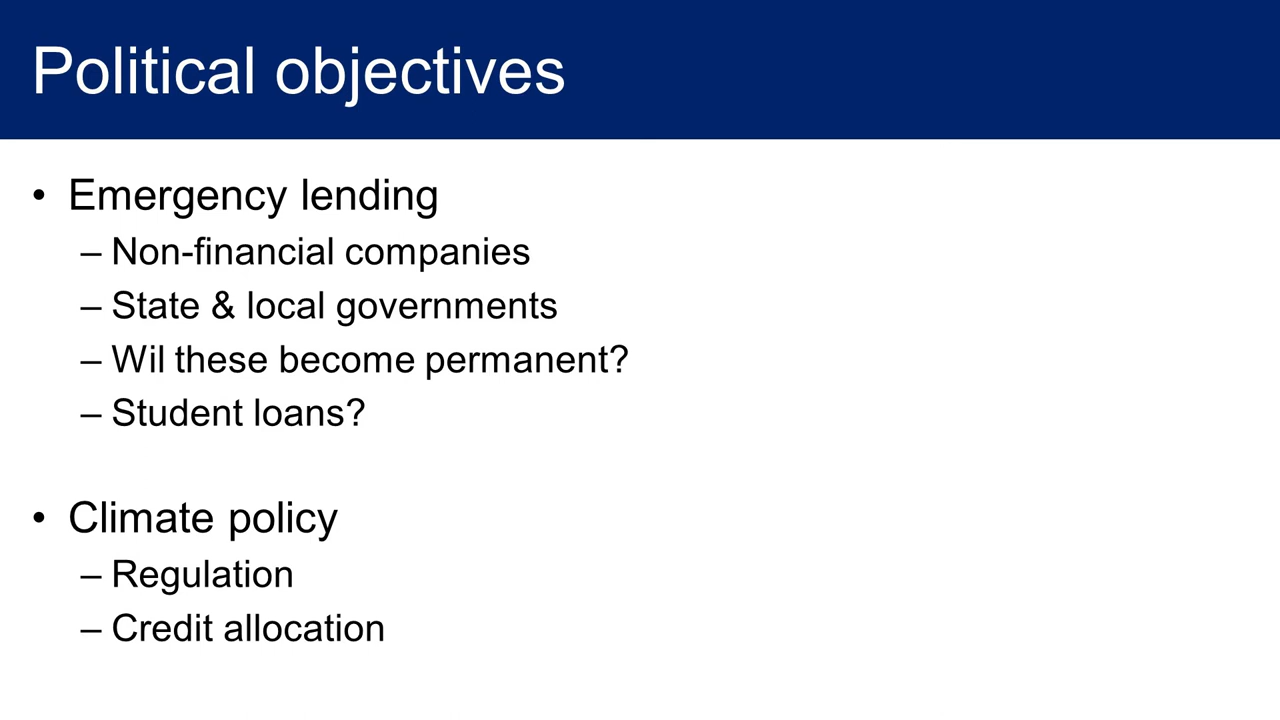 Political objectives
• Emergency lending
– Non-financial companies
– State & local governments
– Wil these become permanent?
– Student loans?
• Climate policy
– Regulation
– Credit allocation